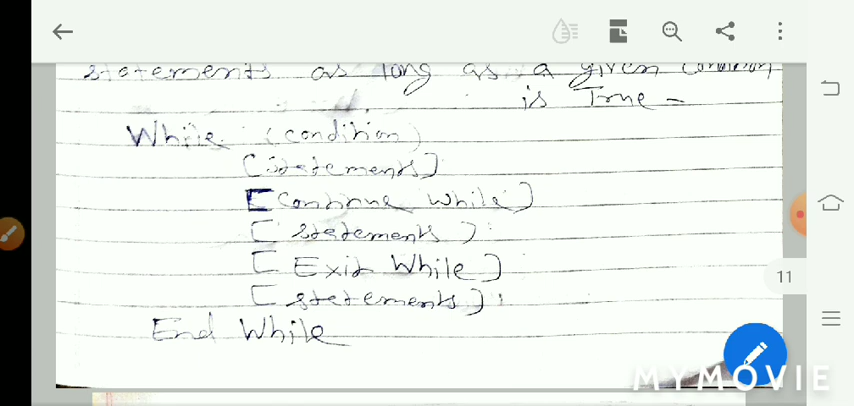 statements as long as a given condition
is True -
While (condition)
[statements]
[Continue While]
[statements]
[Exit While]
[statements]
End While
11
MYMOVIE